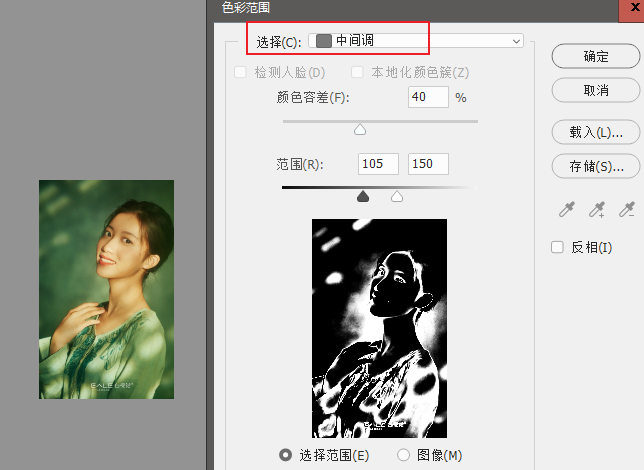 色彩范围
选择(C): 中间调
确定
检测人脸(D) 本地化颜色簇(Z)
取消
颜色容差(F): 40 %
载入(L)...
范围(R): 105 150
存储(S)...
反相(I)
选择范围(E) 图像(M)